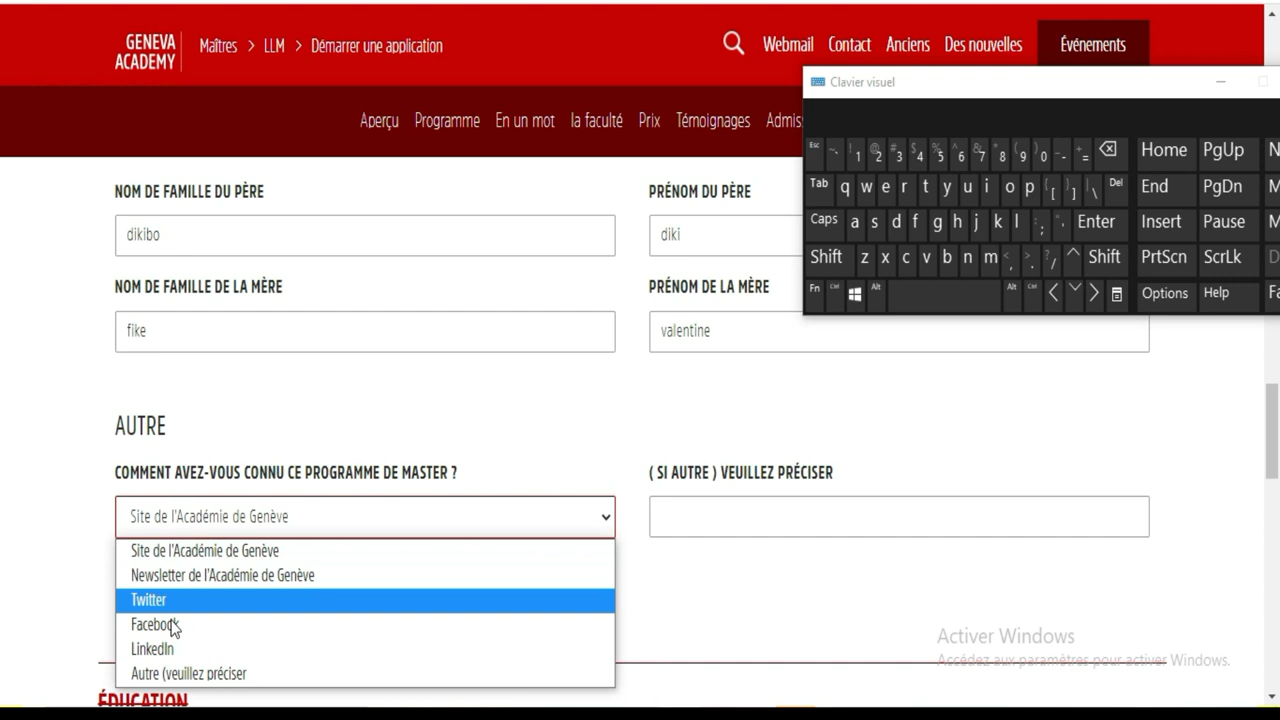 GENEVA
ACADEMY
Maîtres > LLM > Démarrer une application
Webmail Contact Anciens Des nouvelles Événements
Clavier visuel
Aperçu Programme En un mot la faculté Prix Témoignages Admiss
Esc ~` !1 @2 #3 $4 %5 ^6 &7 *8 (9 )0 _- += Home PgUp N
Tab q w e r t y u i o p {[ }] |\ Del End PgDn M
Caps a s d f g h j k l :; "' Enter Insert Pause M
Shift z x c v b n m <, >. ?/ ^ Shift PrtScn ScrLk D
Fn Ctrl Alt Alt Ctrl < > Options Help Fa
NOM DE FAMILLE DU PÈRE
PRÉNOM DU PÈRE
dikibo
diki
NOM DE FAMILLE DE LA MÈRE
PRÉNOM DE LA MÈRE
fike
valentine
AUTRE
COMMENT AVEZ-VOUS CONNU CE PROGRAMME DE MASTER ?
( SI AUTRE ) VEUILLEZ PRÉCISER
Site de l'Académie de Genève
Site de l'Académie de Genève
Newsletter de l'Académie de Genève
Twitter
Facebook
LinkedIn
Autre (veuillez préciser
Activer Windows
Accédez aux paramètres pour activer Windows.
ÉDUCATION